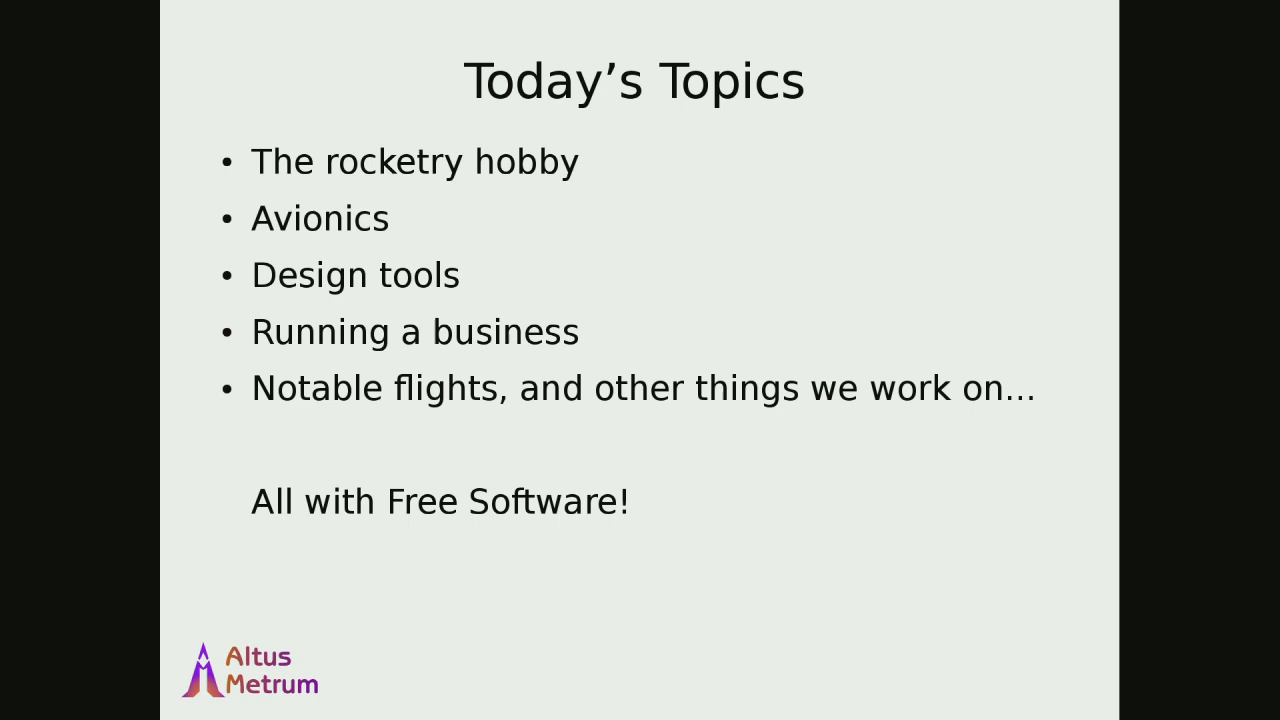 Today’s Topics
• The rocketry hobby
• Avionics
• Design tools
• Running a business
• Notable flights, and other things we work on…
All with Free Software!
Altus
Metrum